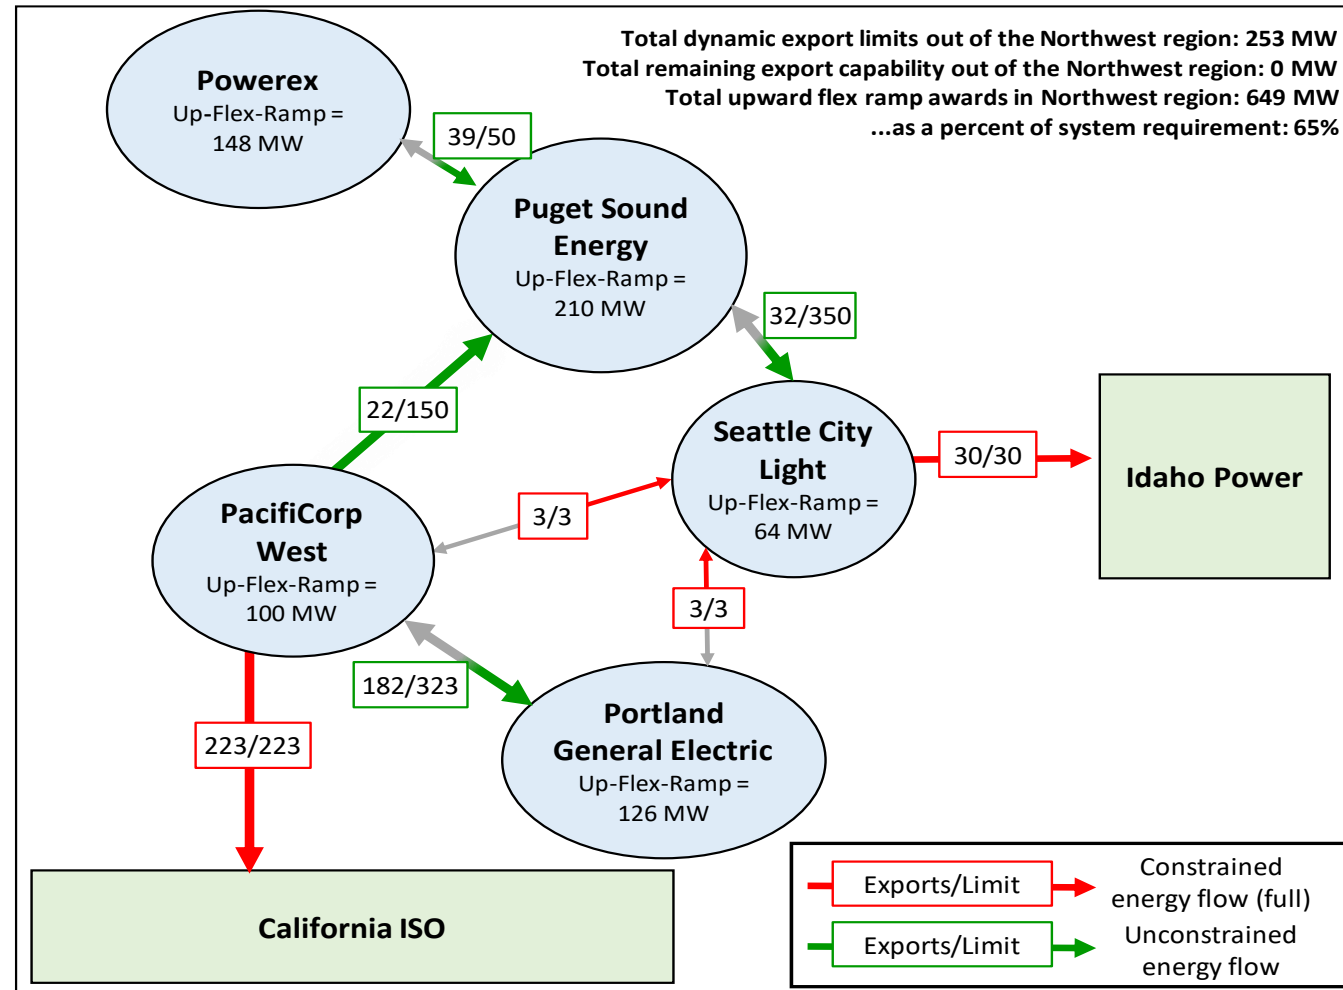 Total dynamic export limits out of the Northwest region: 253 MW
Total remaining export capability out of the Northwest region: 0 MW
Total upward flex ramp awards in Northwest region: 649 MW
...as a percent of system requirement: 65%
Powerex
Up-Flex-Ramp =
148 MW
39/50
Puget Sound
Energy
Up-Flex-Ramp =
210 MW
32/350
22/150
Seattle City
Light
Up-Flex-Ramp =
64 MW
30/30
Idaho Power
PacifiCorp
West
Up-Flex-Ramp =
100 MW
3/3
3/3
182/323
223/223
Portland
General Electric
Up-Flex-Ramp =
126 MW
California ISO
Exports/Limit
Constrained
energy flow (full)
Exports/Limit
Unconstrained
energy flow